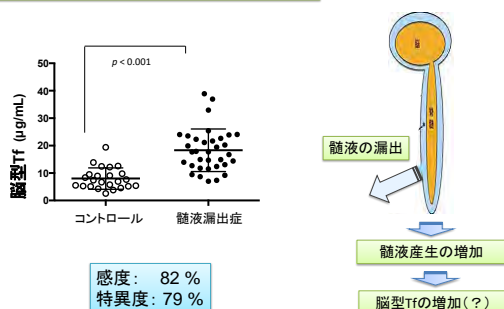 p < 0.001
脳型Tf (μg/mL)
50
40
30
20
10
0
コントロール
髄液漏出症
感度: 82 %
特異度: 79 %
髄液の漏出
髄液産生の増加
脳型Tfの増加(?)